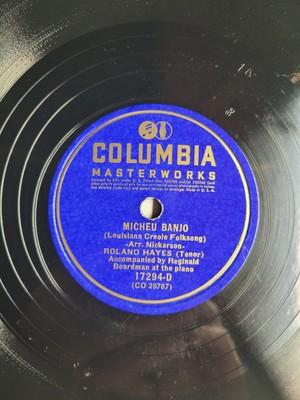 COLUMBIA
MASTERWORKS
MICHEU BANJO
(Louisiana Creole Folksong)
-Arr. Nickerson-
ROLAND HAYES (Tenor)
Accompanied by Reginald
Boardman at the piano
17294-D
(CO 29787)